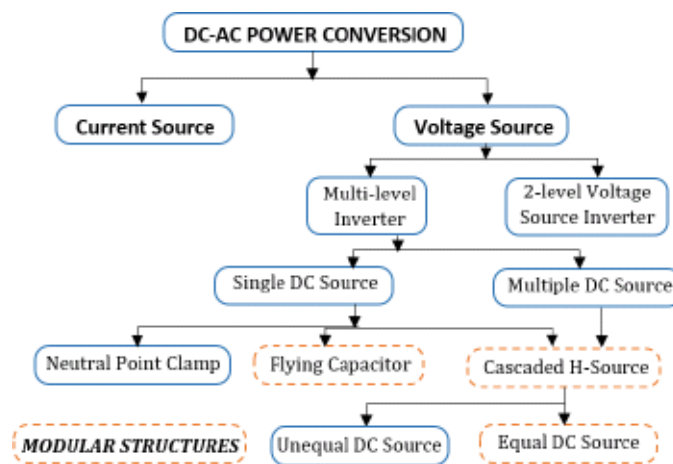 DC-AC POWER CONVERSION
Current Source
Voltage Source
Multi-level
Inverter
2-level Voltage
Source Inverter
Single DC Source
Multiple DC Source
Neutral Point Clamp
Flying Capacitor
Cascaded H-Source
MODULAR STRUCTURES
Unequal DC Source
Equal DC Source